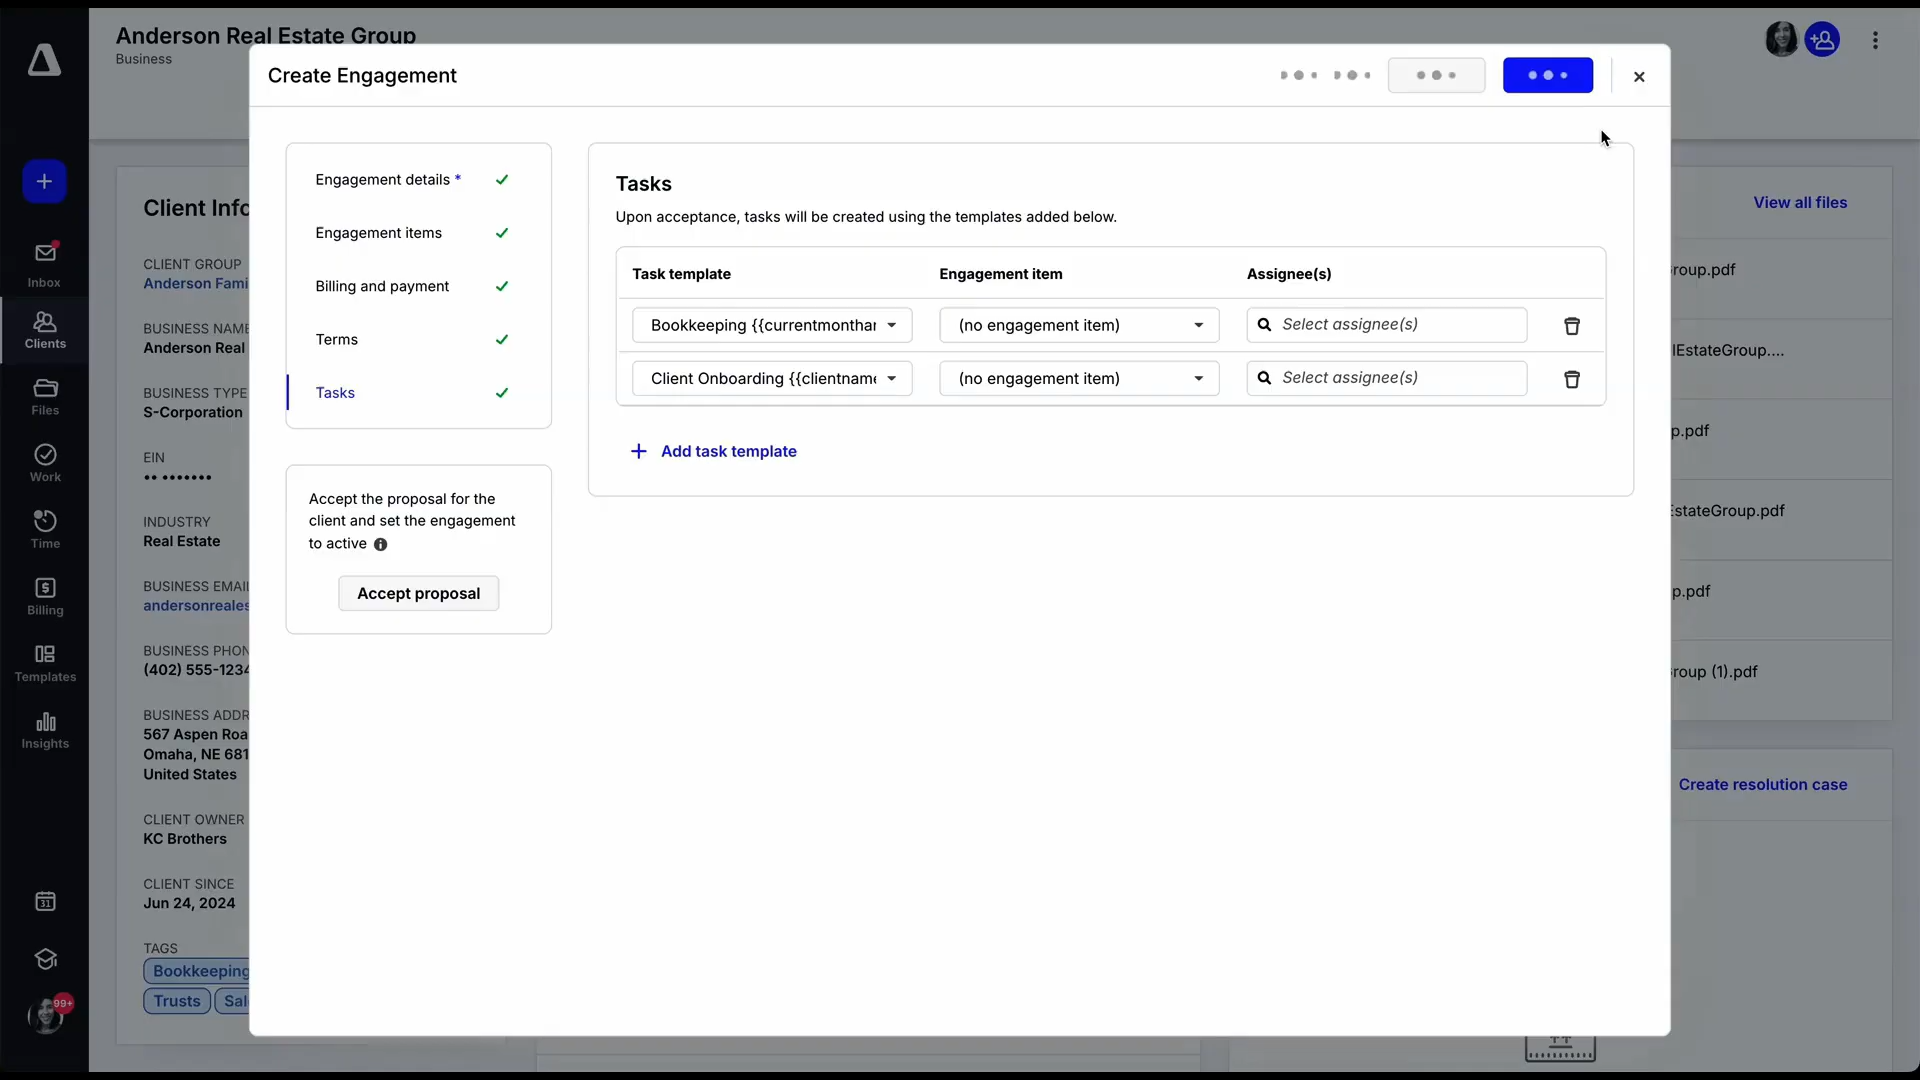 Anderson Real Estate Group
Business
Create Engagement
Inbox
Clients
Files
Work
Time
Billing
Templates
Insights
31
99+
Client Info
CLIENT GROUP
Anderson Fami
BUSINESS NAME
Anderson Real
BUSINESS TYPE
S-Corporation
EIN
•• •••••••
INDUSTRY
Real Estate
BUSINESS EMAIL
andersonreales
BUSINESS PHON
(402) 555-1234
BUSINESS ADDR
567 Aspen Roa
Omaha, NE 681
United States
CLIENT OWNER
KC Brothers
CLIENT SINCE
Jun 24, 2024
TAGS
Bookkeeping
Trusts Sal
Engagement details *
Engagement items
Billing and payment
Terms
Tasks
Accept the proposal for the
client and set the engagement
to active
Accept proposal
Tasks
Upon acceptance, tasks will be created using the templates added below.
Task template Engagement item Assignee(s)
Bookkeeping {{currentmonthar (no engagement item) Select assignee(s)
Client Onboarding {{clientname (no engagement item) Select assignee(s)
+ Add task template
View all files
roup.pdf
lEstateGroup....
p.pdf
EstateGroup.pdf
p.pdf
roup (1).pdf
Create resolution case